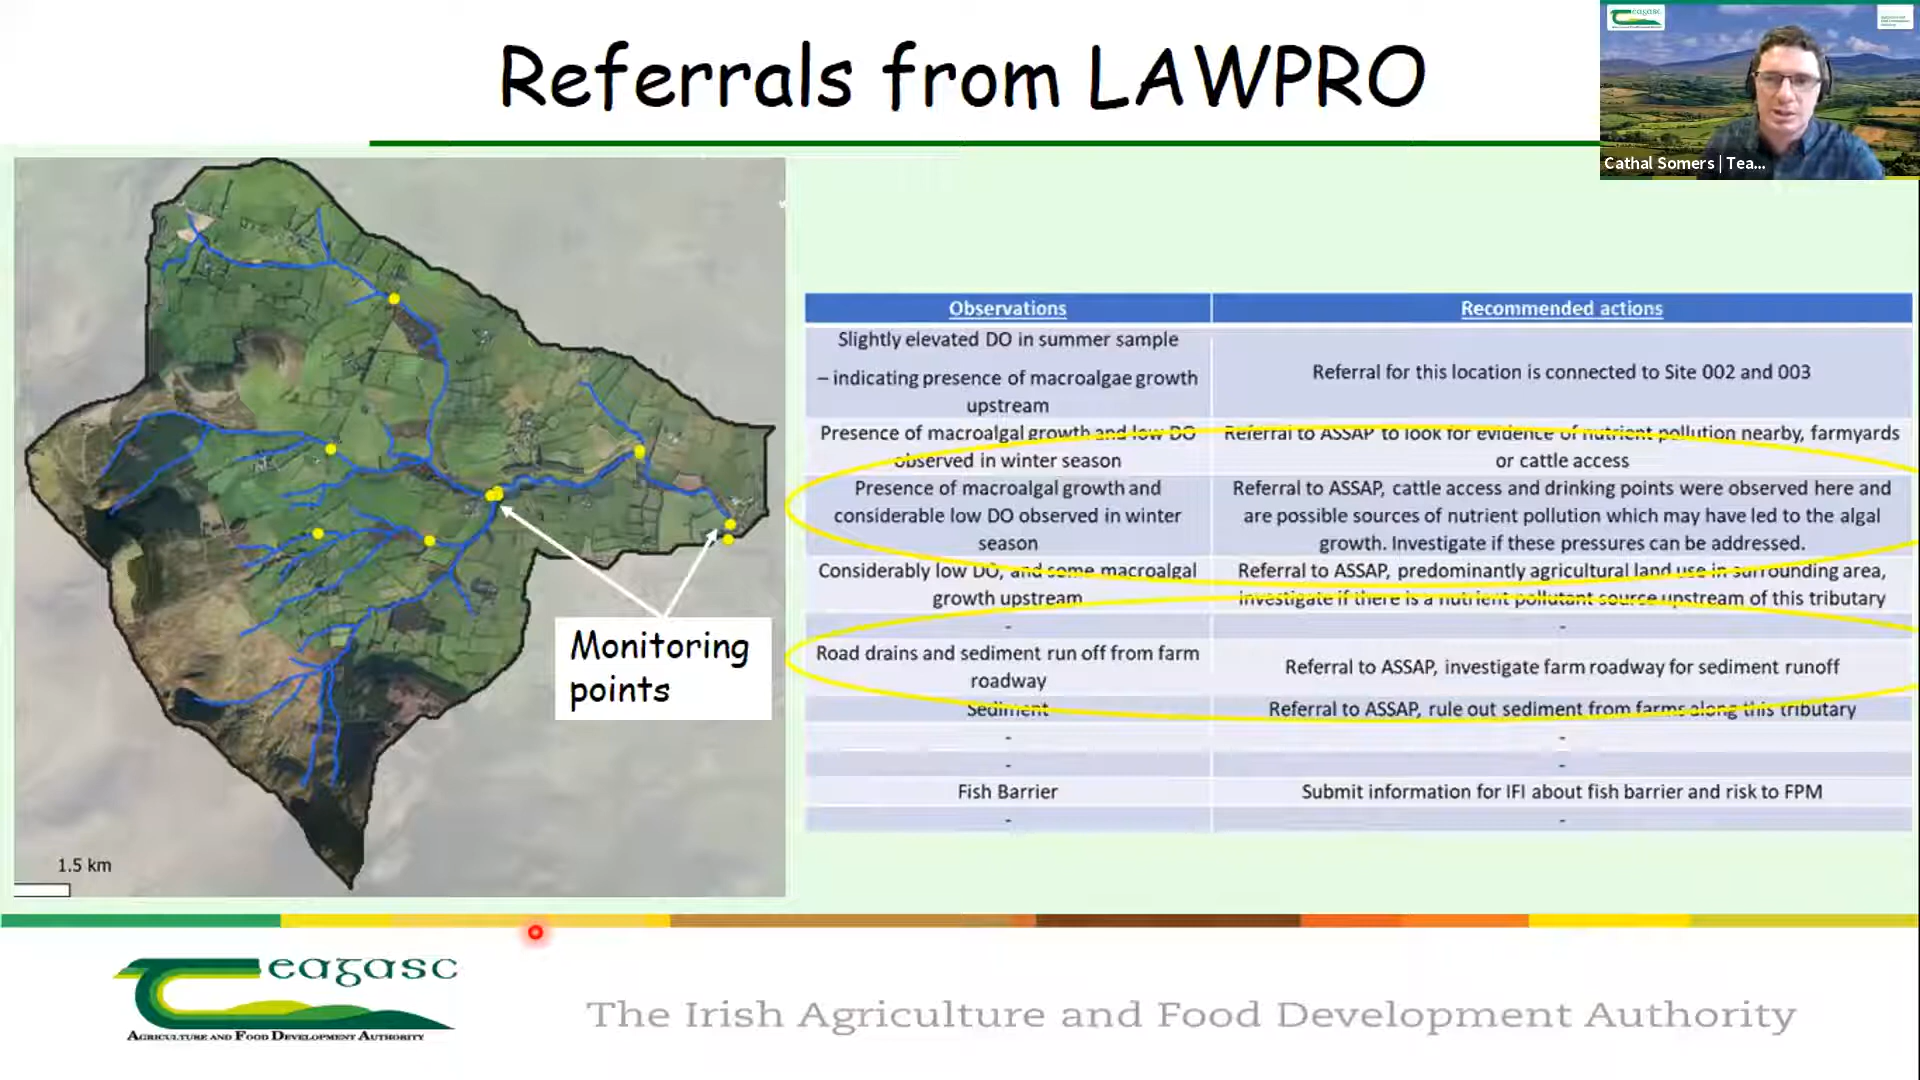 Referrals from LAWPRO
eagasc
Cathal Somers | Tea...
Monitoring
points
1.5 km
Observations
Recommended actions
Slightly elevated DO in summer sample
– indicating presence of macroalgae growth
upstream
Referral for this location is connected to Site 002 and 003
Presence of macroalgal growth and low DO
observed in winter season
Referral to ASSAP to look for evidence of nutrient pollution nearby, farmyards
or cattle access
Presence of macroalgal growth and
considerable low DO observed in winter
season
Referral to ASSAP, cattle access and drinking points were observed here and
are possible sources of nutrient pollution which may have led to the algal
growth. Investigate if these pressures can be addressed.
Considerably low DO, and some macroalgal
growth upstream
Referral to ASSAP, predominantly agricultural land use in surrounding area,
investigate if there is a nutrient pollutant source upstream of this tributary
-
-
Road drains and sediment run off from farm
roadway
Referral to ASSAP, investigate farm roadway for sediment runoff
Sediment
Referral to ASSAP, rule out sediment from farms along this tributary
-
-
-
-
Fish Barrier
Submit information for IFI about fish barrier and risk to FPM
-
-
eagasc
AGRICULTURE AND FOOD DEVELOPMENT AUTHORITY
The Irish Agriculture and Food Development Authority